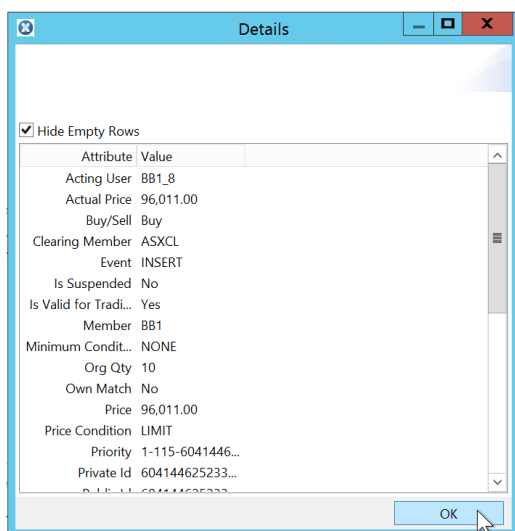 Details
Hide Empty Rows
Attribute Value
Acting User BB1_8
Actual Price 96,011.00
Buy/Sell Buy
Clearing Member ASXCL
Event INSERT
Is Suspended No
Is Valid for Tradi... Yes
Member BB1
Minimum Condit... NONE
Org Qty 10
Own Match No
Price 96,011.00
Price Condition LIMIT
Priority 1-115-6041446...
Private Id 604144625233...
OK